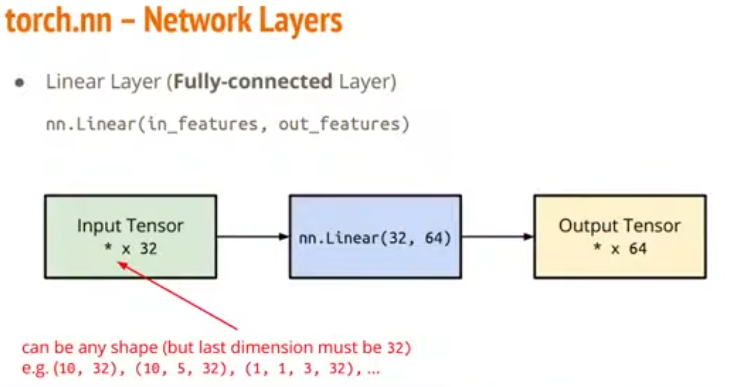 torch.nn – Network Layers
● Linear Layer (Fully-connected Layer)
nn.Linear(in_features, out_features)
Input Tensor
* x 32
nn.Linear(32, 64)
Output Tensor
* x 64
can be any shape (but last dimension must be 32)
e.g. (10, 32), (10, 5, 32), (1, 1, 3, 32), …